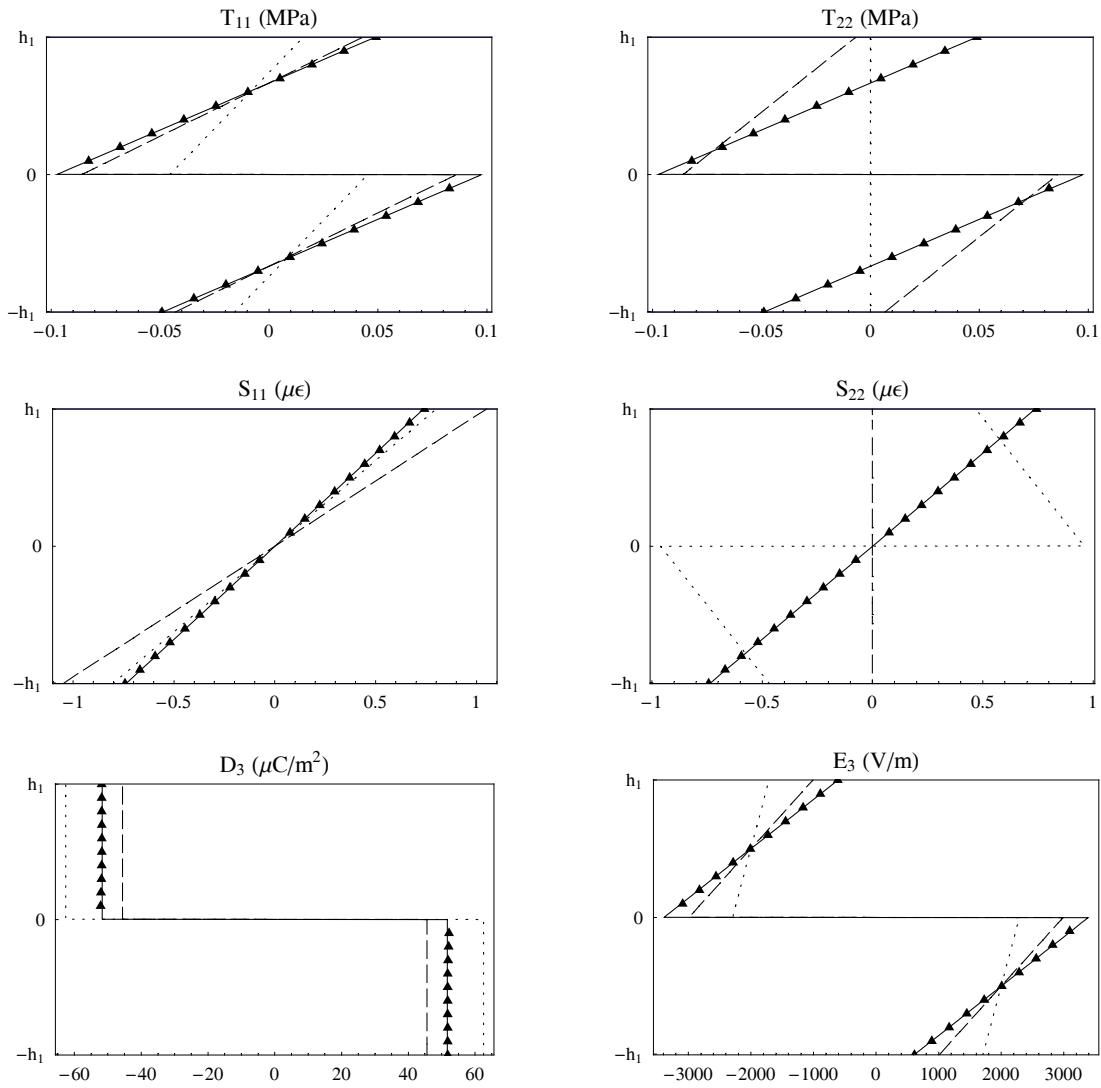 T₁₁ (MPa)
h₁
0
−h₁
−0.1 −0.05 0 0.05 0.1
T₂₂ (MPa)
h₁
0
−h₁
−0.1 −0.05 0 0.05 0.1
S₁₁ (μϵ)
h₁
0
−h₁
−1 −0.5 0 0.5 1
S₂₂ (μϵ)
h₁
0
−h₁
−1 −0.5 0 0.5 1
D₃ (μC/m²)
h₁
0
−h₁
−60 −40 −20 0 20 40 60
E₃ (V/m)
h₁
0
−h₁
−3000 −2000 −1000 0 1000 2000 3000